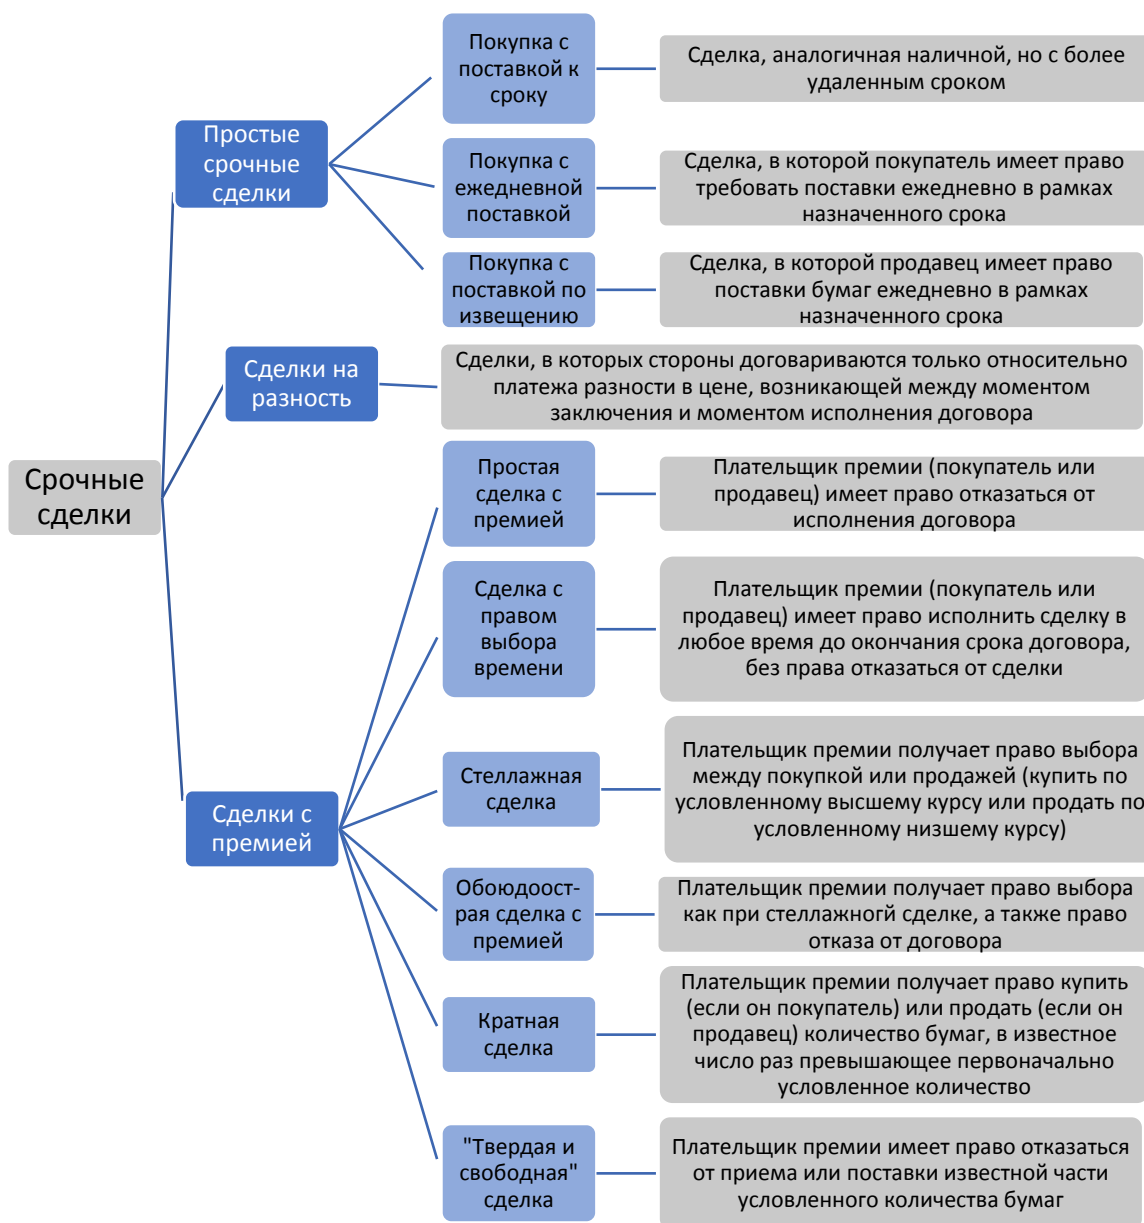 Срочные
сделки
Простые
срочные
сделки
Покупка с
поставкой к
сроку
Сделка, аналогичная наличной, но с более
удаленным сроком
Покупка с
ежедневной
поставкой
Сделка, в которой покупатель имеет право
требовать поставки ежедневно в рамках
назначенного срока
Покупка с
поставкой по
извещению
Сделка, в которой продавец имеет право
поставки бумаг ежедневно в рамках
назначенного срока
Сделки на
разность
Сделки, в которых стороны договариваются только относительно
платежа разности в цене, возникающей между моментом
заключения и моментом исполнения договора
Сделки с
премией
Простая
сделка с
премией
Плательщик премии (покупатель или
продавец) имеет право отказаться от
исполнения договора
Сделка с
правом
выбора
времени
Плательщик премии (покупатель или
продавец) имеет право исполнить сделку в
любое время до окончания срока договора,
без права отказаться от сделки
Стеллажная
сделка
Плательщик премии получает право выбора
между покупкой или продажей (купить по
условленному высшему курсу или продать по
условленному низшему курсу)
Обоюдоост-
рая сделка с
премией
Плательщик премии получает право выбора
как при стеллажногй сделке, а также право
отказа от договора
Кратная
сделка
Плательщик премии получает право купить
(если он покупатель) или продать (если он
продавец) количество бумаг, в известное
число раз превышающее первоначально
условленное количество
"Твердая и
свободная"
сделка
Плательщик премии имеет право отказаться
от приема или поставки известной части
условленного количества бумаг